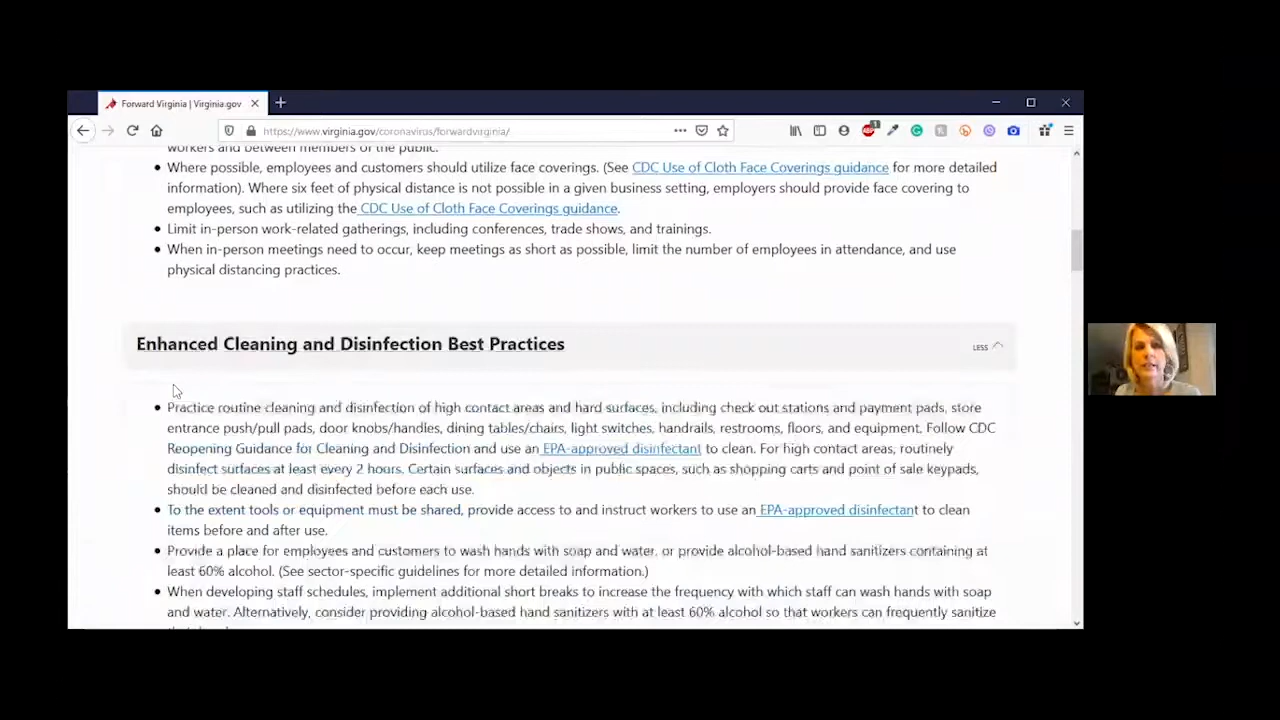 Forward Virginia | Virginia.gov
https://www.virginia.gov/coronavirus/forwardvirginia/
workers and between members of the public.
Where possible, employees and customers should utilize face coverings. (See CDC Use of Cloth Face Coverings guidance for more detailed
information). Where six feet of physical distance is not possible in a given business setting, employers should provide face covering to
employees, such as utilizing the CDC Use of Cloth Face Coverings guidance.
Limit in-person work-related gatherings, including conferences, trade shows, and trainings.
When in-person meetings need to occur, keep meetings as short as possible, limit the number of employees in attendance, and use
physical distancing practices.
Enhanced Cleaning and Disinfection Best Practices
LESS
Practice routine cleaning and disinfection of high contact areas and hard surfaces, including check out stations and payment pads, store
entrance push/pull pads, door knobs/handles, dining tables/chairs, light switches, handrails, restrooms, floors, and equipment. Follow CDC
Reopening Guidance for Cleaning and Disinfection and use an EPA-approved disinfectant to clean. For high contact areas, routinely
disinfect surfaces at least every 2 hours. Certain surfaces and objects in public spaces, such as shopping carts and point of sale keypads,
should be cleaned and disinfected before each use.
To the extent tools or equipment must be shared, provide access to and instruct workers to use an EPA-approved disinfectant to clean
items before and after use.
Provide a place for employees and customers to wash hands with soap and water, or provide alcohol-based hand sanitizers containing at
least 60% alcohol. (See sector-specific guidelines for more detailed information.)
When developing staff schedules, implement additional short breaks to increase the frequency with which staff can wash hands with soap
and water. Alternatively, consider providing alcohol-based hand sanitizers with at least 60% alcohol so that workers can frequently sanitize